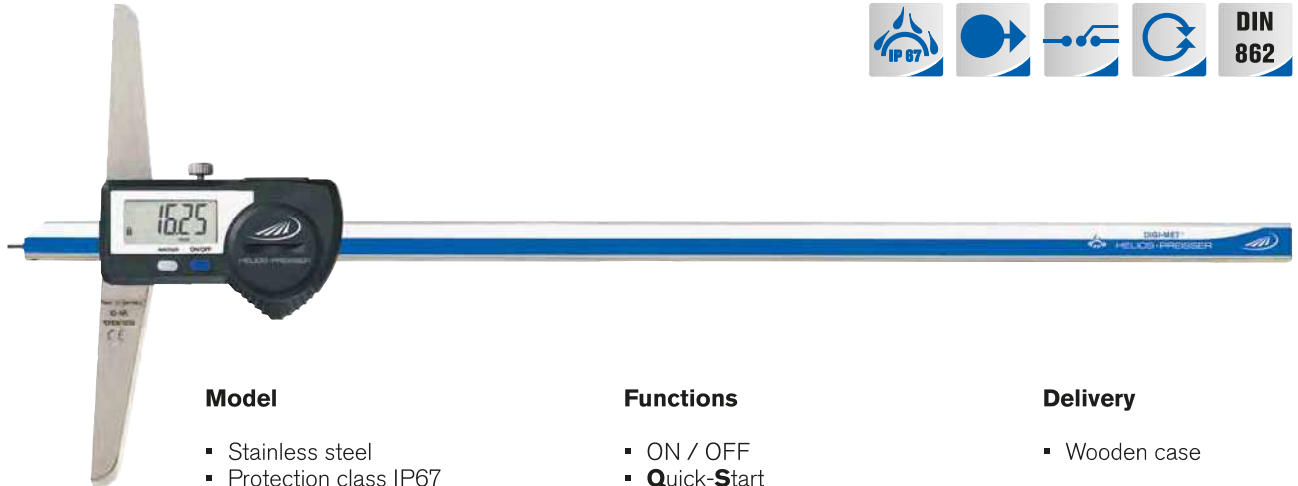 IP 67
DIN
862
16.25
mm
ON/OFF
HELIOS-PREISSER
DIGI-MET®
HELIOS-PREISSER
Model
Functions
Delivery
▪ Stainless steel
▪ ON / OFF
▪ Wooden case
▪ Protection class IP67
▪ Quick-Start